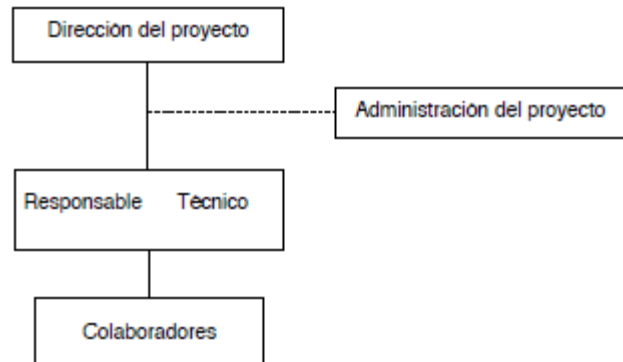 Dirección del proyecto
Administración del proyecto
Responsable Técnico
Colaboradores